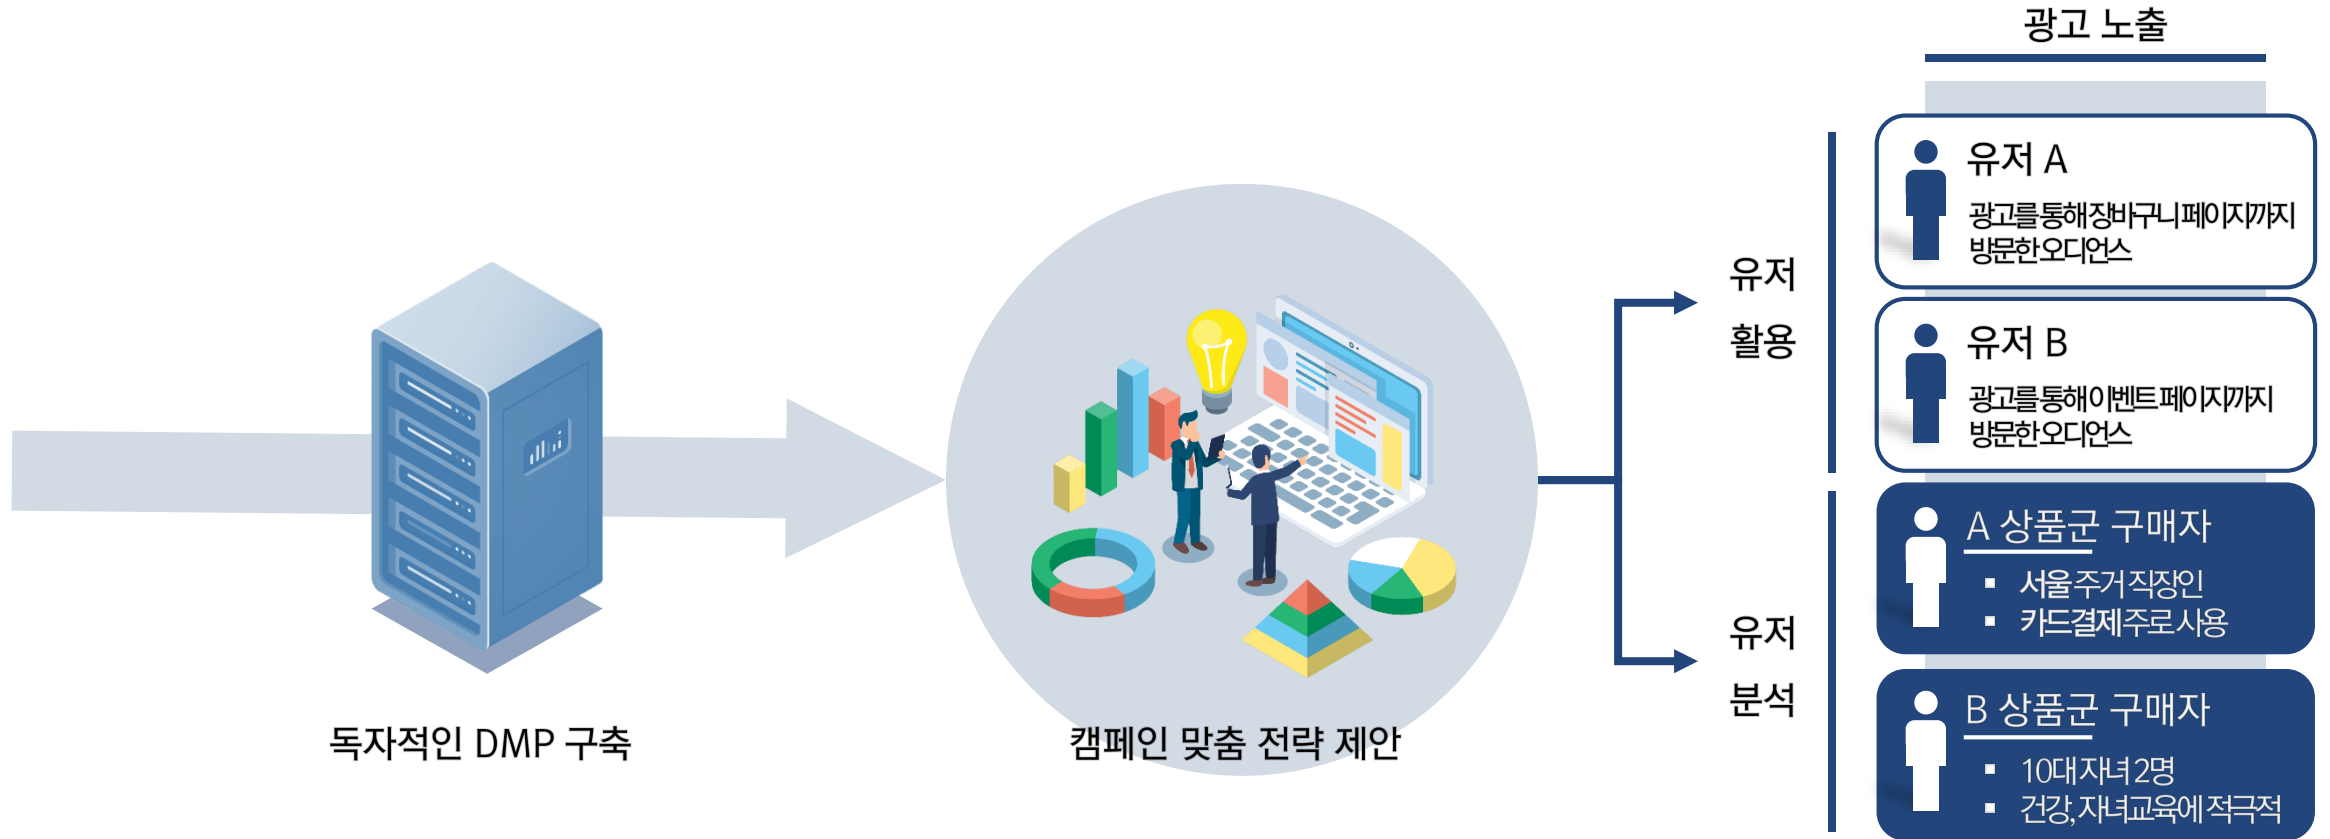 광고 노출
유저 A
광고를 통해 장바구니 페이지까지
방문한 오디언스
유저
활용
유저 B
광고를 통해 이벤트 페이지까지
방문한 오디언스
A 상품군 구매자
▪ 서울 주거 직장인
▪ 카드결제 주로 사용
유저
분석
B 상품군 구매자
▪ 10대 자녀 2명
▪ 건강, 자녀교육에 적극적
독자적인 DMP 구축
캠페인 맞춤 전략 제안